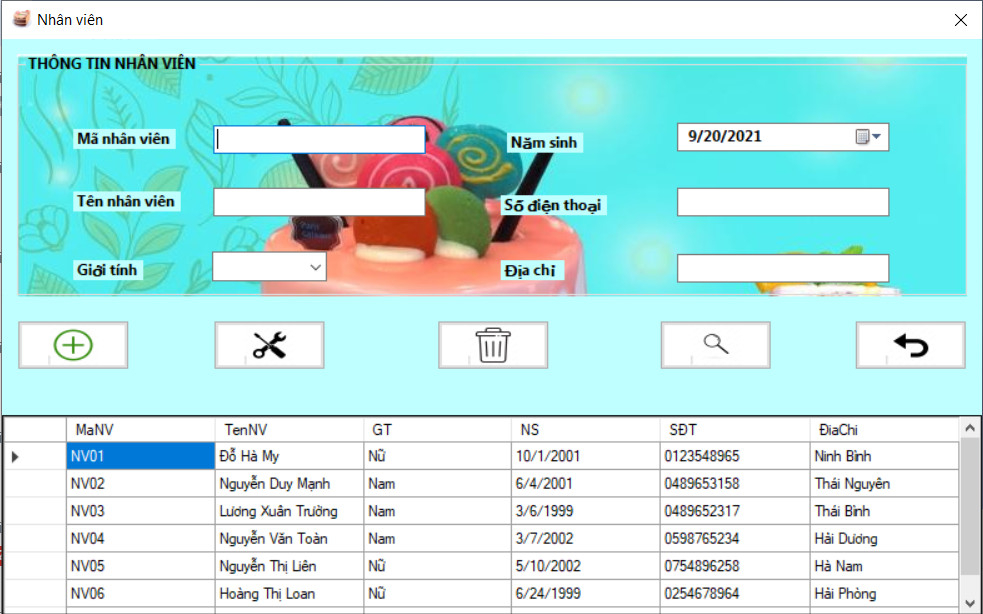 Nhân viên
THÔNG TIN NHÂN VIÊN
Mã nhân viên
Năm sinh
9/20/2021
Tên nhân viên
Số điện thoại
Giới tính
Địa chỉ
MaNV TenNV GT NS SĐT ĐiaChi
NV01 Đỗ Hà My Nữ 10/1/2001 0123548965 Ninh Bình
NV02 Nguyễn Duy Mạnh Nam 6/4/2001 0489653158 Thái Nguyên
NV03 Lương Xuân Trường Nam 3/6/1999 0489652317 Thái Bình
NV04 Nguyễn Văn Toàn Nam 3/7/2002 0598765234 Hải Dương
NV05 Nguyễn Thị Liên Nữ 5/10/2002 0754896258 Hà Nam
NV06 Hoàng Thị Loan Nữ 6/24/1999 0254678964 Hải Phòng